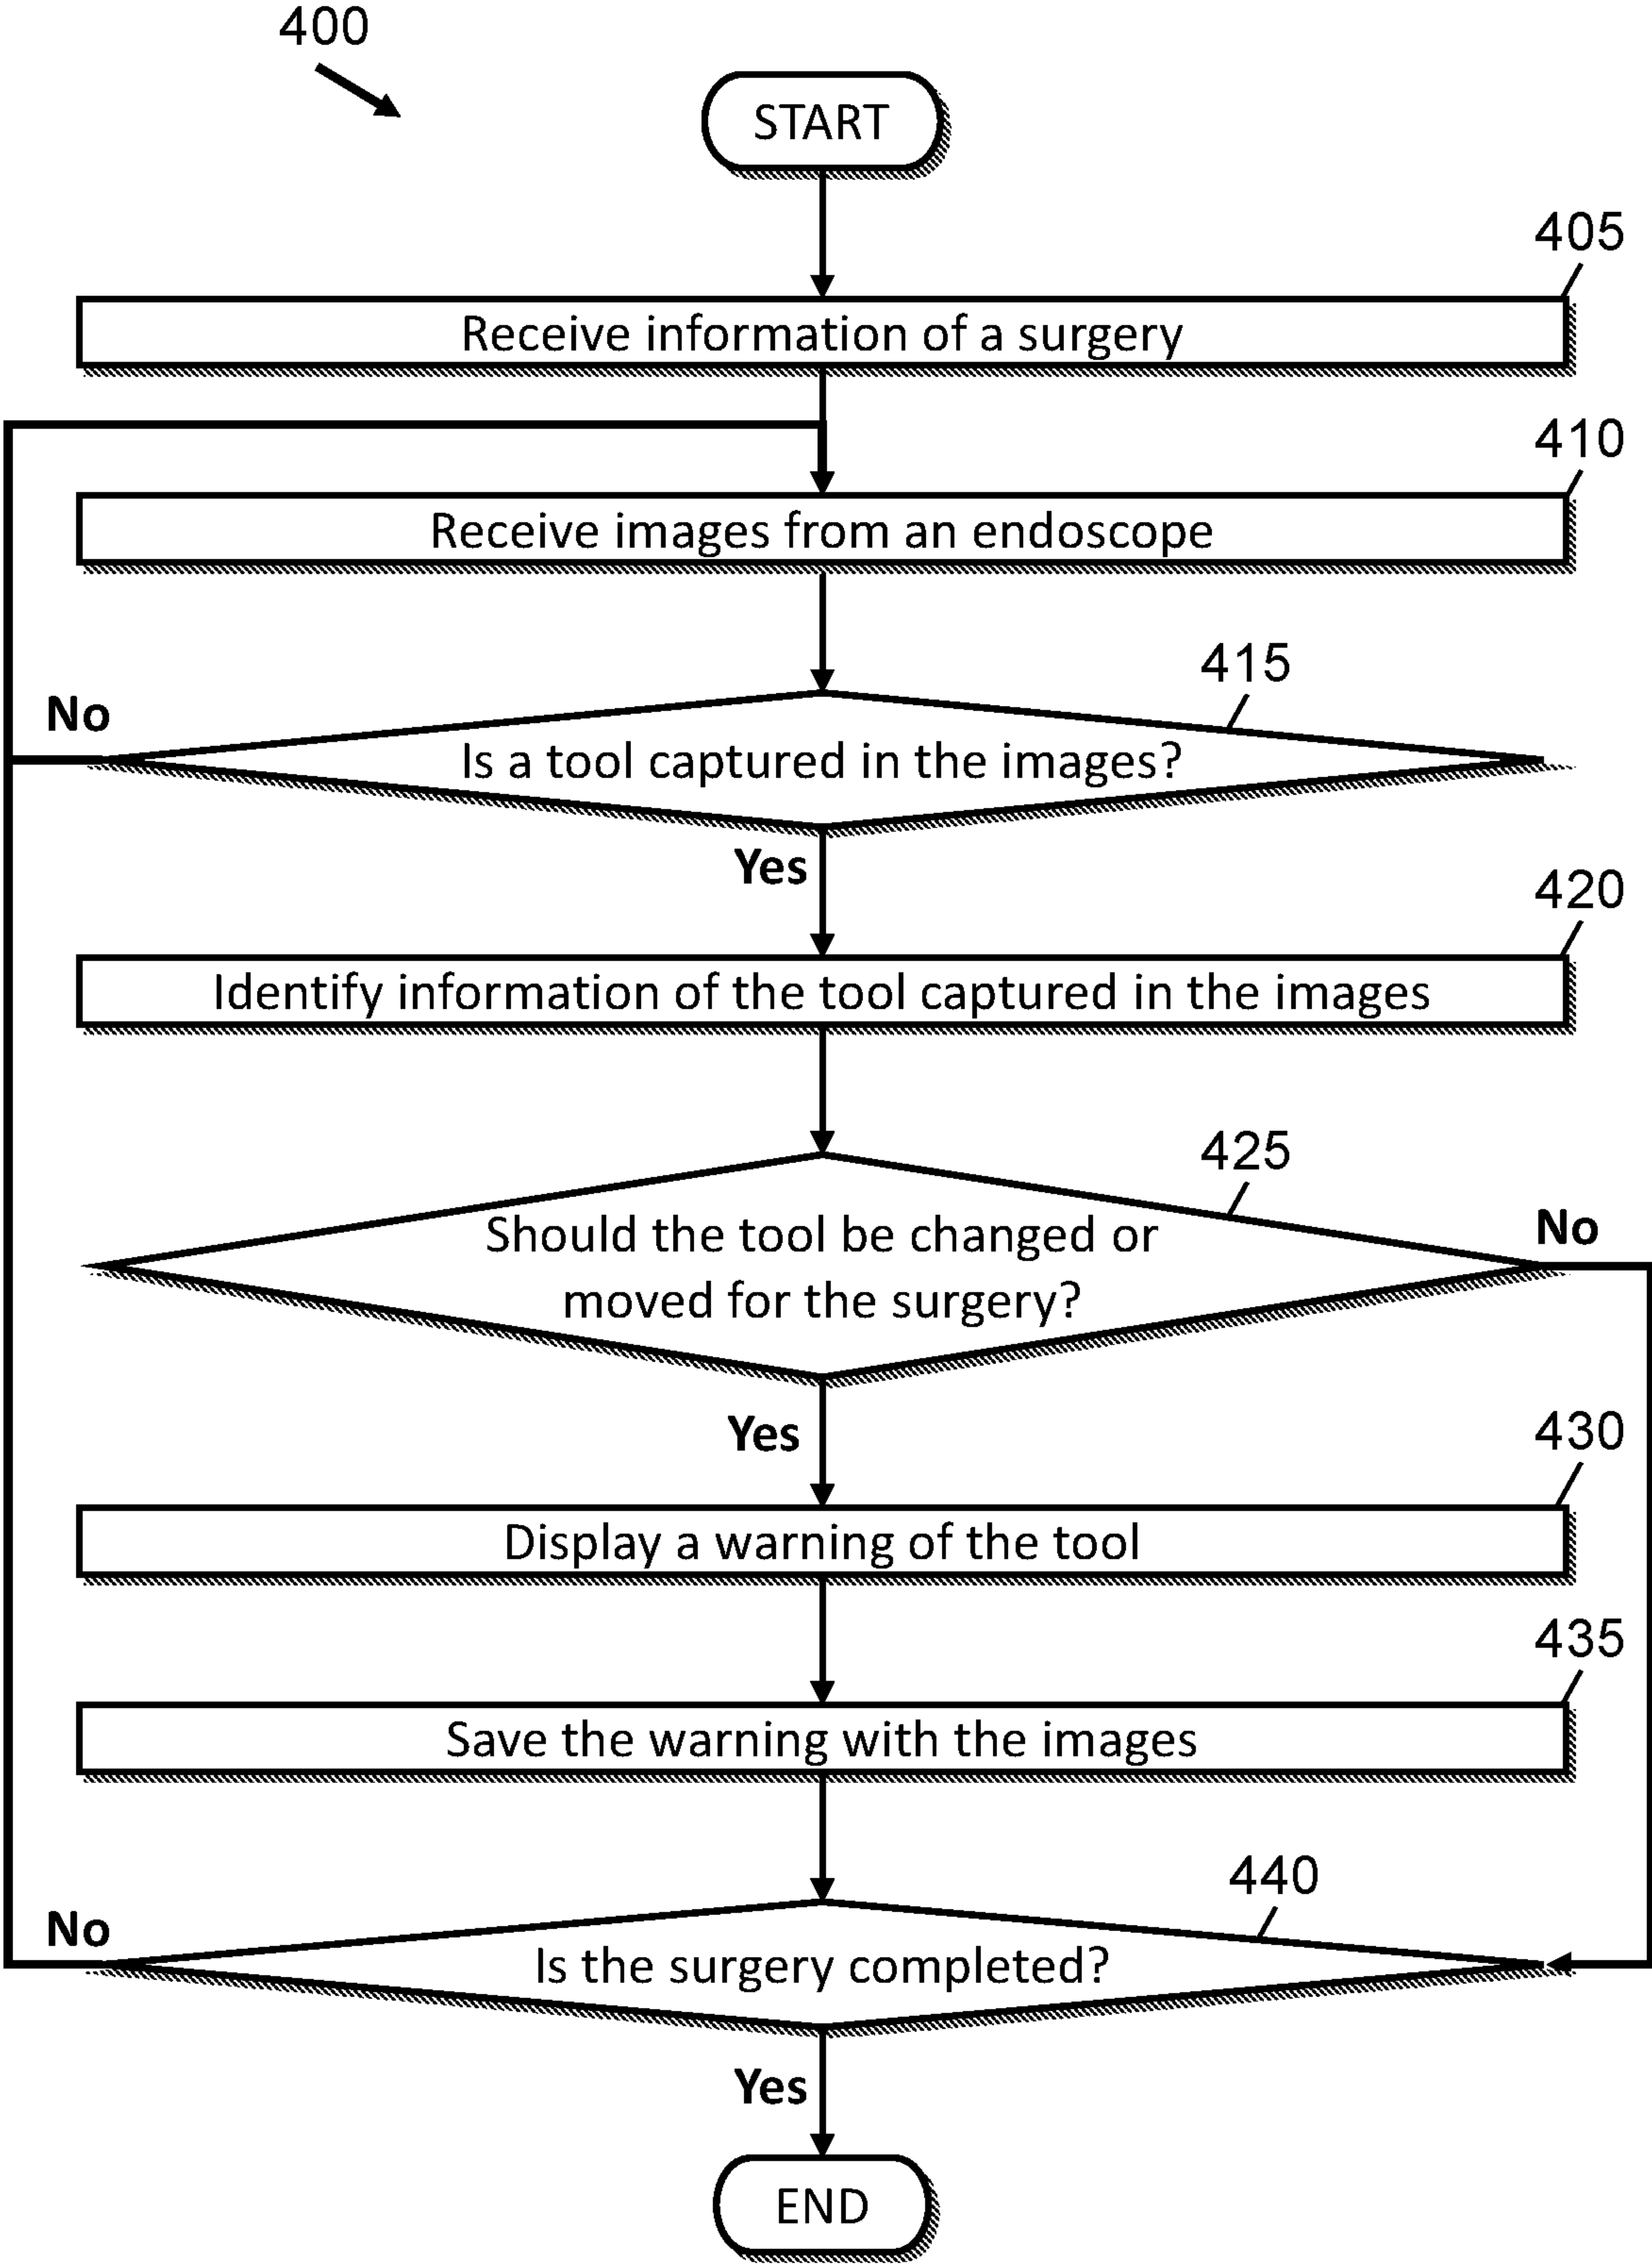 400
START
405
Receive information of a surgery
410
Receive images from an endoscope
415
No
Is a tool captured in the images?
Yes
420
Identify information of the tool captured in the images
425
No
Should the tool be changed or
moved for the surgery?
Yes
430
Display a warning of the tool
435
Save the warning with the images
440
No
Is the surgery completed?
Yes
END